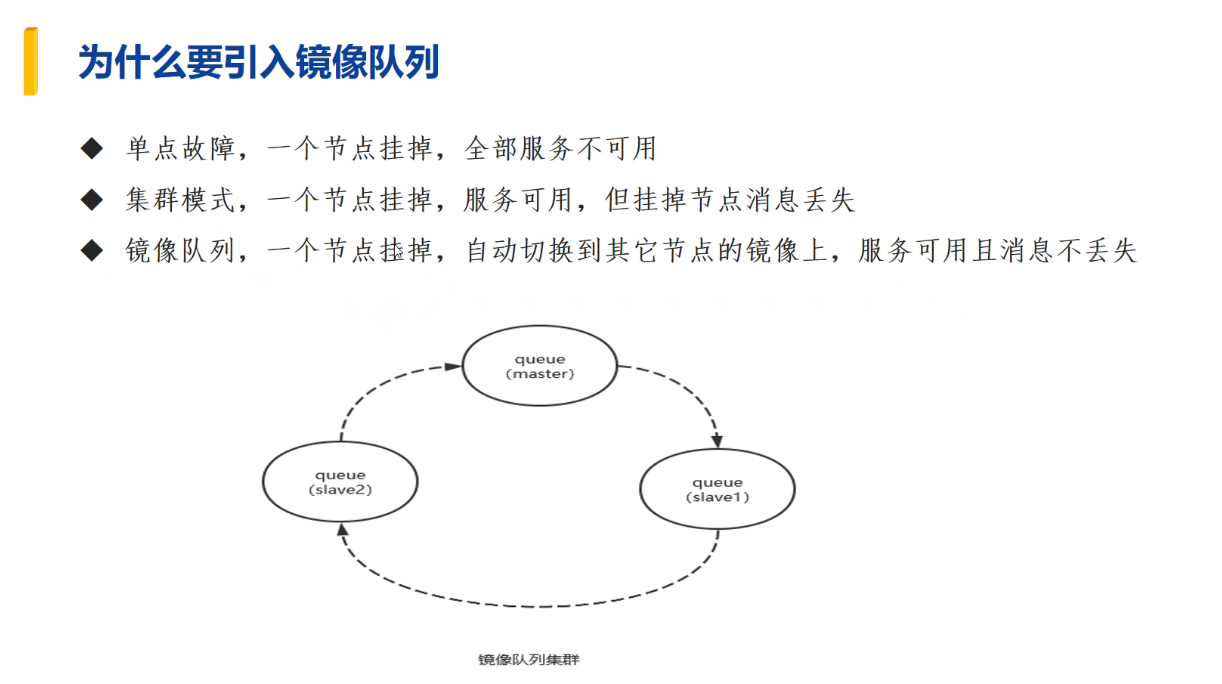 为什么要引入镜像队列
◆ 单点故障，一个节点挂掉，全部服务不可用
◆ 集群模式，一个节点挂掉，服务可用，但挂掉节点消息丢失
◆ 镜像队列，一个节点挂掉，自动切换到其它节点的镜像上，服务可用且消息不丢失
queue
(master)
queue
(slave2)
queue
(slave1)
镜像队列集群